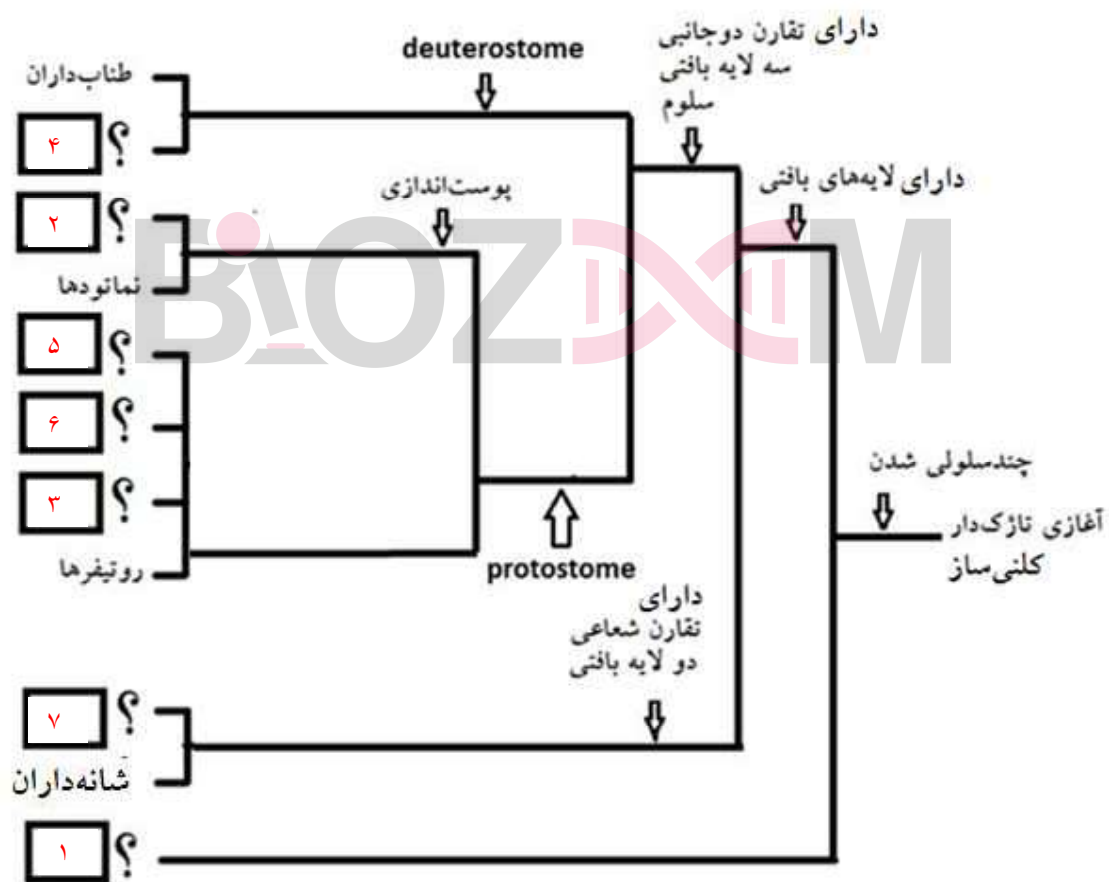 deuterostome
دارای تقارن دوجانبی
سه لایه بافتی
سلوم
طناب‌داران
؟ ۴
؟ ۲
پوست‌اندازی
دارای لایه‌های بافتی
BIOZOOM
نماتودها
؟ ۵
؟ ۶
؟ ۳
چندسلولی شدن
آغازی تاژک‌دار
کلنی‌ساز
روتیفرها
protostome
دارای
تقارن شعاعی
دو لایه بافتی
؟ ۷
شانه‌داران
؟ ۱